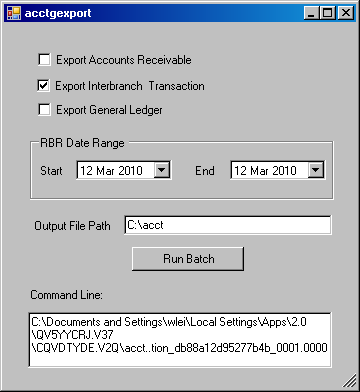 acctgexport
Export Accounts Receivable
Export Interbranch Transaction
Export General Ledger
RBR Date Range
Start 12 Mar 2010 End 12 Mar 2010
Output File Path C:\acct
Run Batch
Command Line:
C:\Documents and Settings\wlei\Local Settings\Apps\2.0
\QV5YYCRJ.V37
\CQVDTYDE.V2Q\acct..tion_db88a12d95277b4b_0001.0000